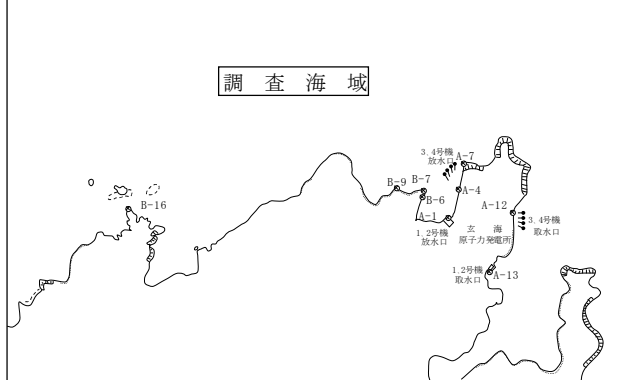 調査海域
3.4号機
放水口
A-7
B-9
B-7
A-4
B-6
B-16
A-12
A-1
3.4号機
取水口
1.2号機
放水口
玄海
原子力発電所
1.2号機
取水口
A-13